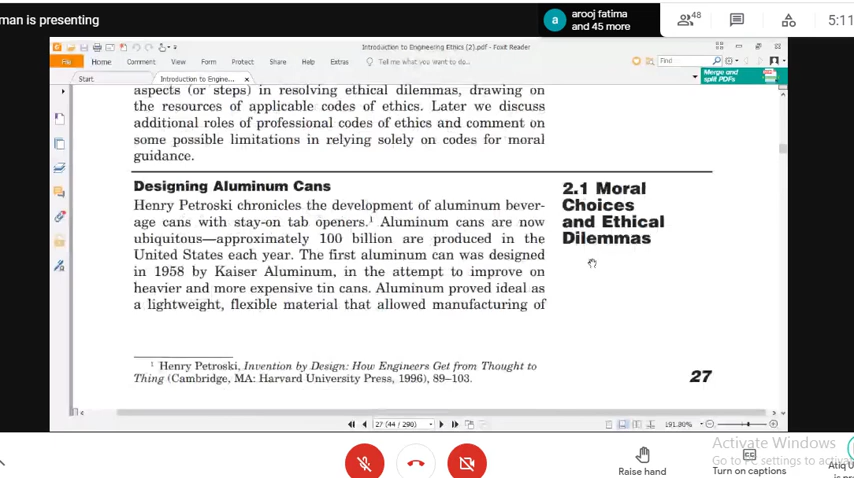 man is presenting
a
arooj fatima
and 45 more
48
5:11
Introduction to Engineering Ethics (2).pdf - Foxit Reader
File
Home
Comment
View
Form
Protect
Share
Help
Extras
Tell me what you want to do...
Find
Start
Introduction to Engine...
Merge and
split PDFs
aspects (or steps) in resolving ethical dilemmas, drawing on
the resources of applicable codes of ethics. Later we discuss
additional roles of professional codes of ethics and comment on
some possible limitations in relying solely on codes for moral
guidance.
Designing Aluminum Cans
Henry Petroski chronicles the development of aluminum bever-
age cans with stay-on tab openers.1 Aluminum cans are now
ubiquitous—approximately 100 billion are produced in the
United States each year. The first aluminum can was designed
in 1958 by Kaiser Aluminum, in the attempt to improve on
heavier and more expensive tin cans. Aluminum proved ideal as
a lightweight, flexible material that allowed manufacturing of
2.1 Moral
Choices
and Ethical
Dilemmas
1 Henry Petroski, Invention by Design: How Engineers Get from Thought to
Thing (Cambridge, MA: Harvard University Press, 1996), 89–103.
27
27 (44 / 290)
191.80%
Activate Windows
Go to PC settings to activa
Raise hand
Turn on captions
Atiq U
is pr